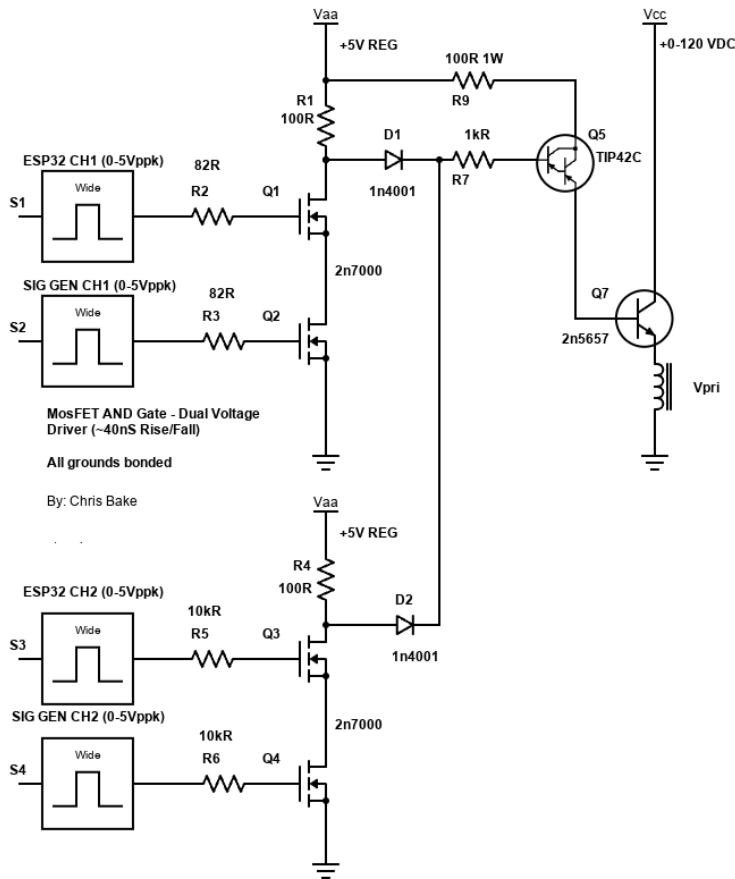 Vaa
+5V REG
Vcc
+0-120 VDC
100R 1W
R9
R1
100R
D1
1n4001
1kR
R7
Q5
TIP42C
ESP32 CH1 (0-5Vppk)
Wide
S1
82R
R2
Q1
2n7000
SIG GEN CH1 (0-5Vppk)
Wide
S2
82R
R3
Q2
Q7
2n5657
Vpri
MosFET AND Gate - Dual Voltage
Driver (~40nS Rise/Fall)
All grounds bonded
By: Chris Bake
Vaa
+5V REG
R4
100R
D2
1n4001
ESP32 CH2 (0-5Vppk)
Wide
S3
10kR
R5
Q3
2n7000
SIG GEN CH2 (0-5Vppk)
Wide
S4
10kR
R6
Q4